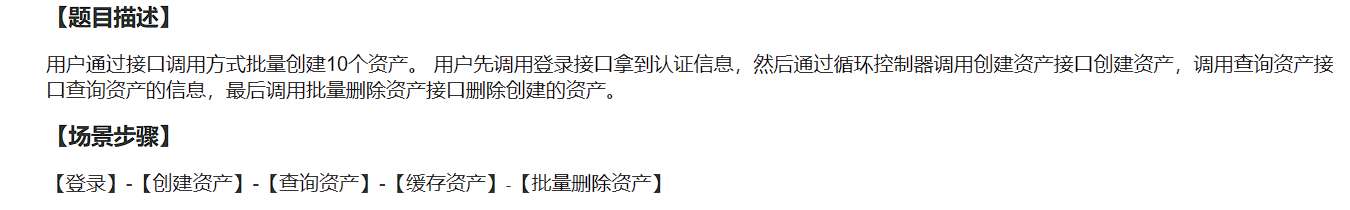 【题目描述】
用户通过接口调用方式批量创建10个资产。 用户先调用登录接口拿到认证信息，然后通过循环控制器调用创建资产接口创建资产，调用查询资产接
口查询资产的信息，最后调用批量删除资产接口删除创建的资产。
【场景步骤】
【登录】-【创建资产】-【查询资产】-【缓存资产】-【批量删除资产】